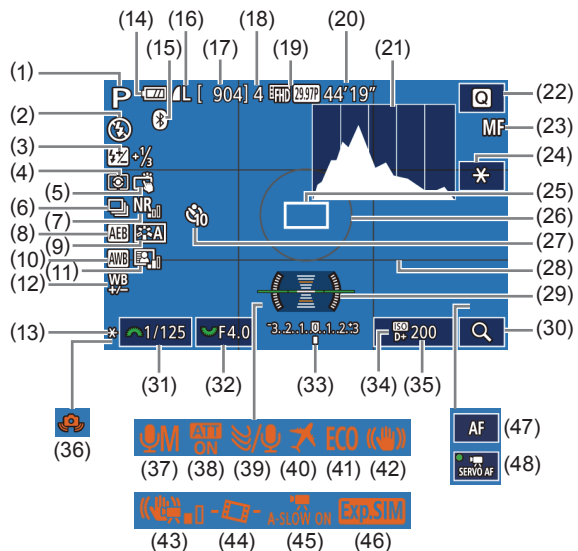 (14) (16) (18) (20)
(15) (17) (19) (21)
(1) P L [ 904] 4 FHD 29.97P 44'19" Q (22)
(2) MF (23)
(3) +1/3 (24)
(4) *
(5) (25)
(6) NR (26)
(7) 10
(8) AEB A (27)
(9)
(10) AWB (28)
(11)
(12) WB +/- (29)
(13) * 1/125 F4.0 -3..2..1..0..1..2..+3 ISO D+ 200 (30)
(31) (32) (33) (34) (35)
(36)
M ATT ON / ECO AF (47)
(37) (38) (39) (40) (41) (42) SERVO AF (48)
A-SLOW ON Exp.SIM
(43) (44) (45) (46)